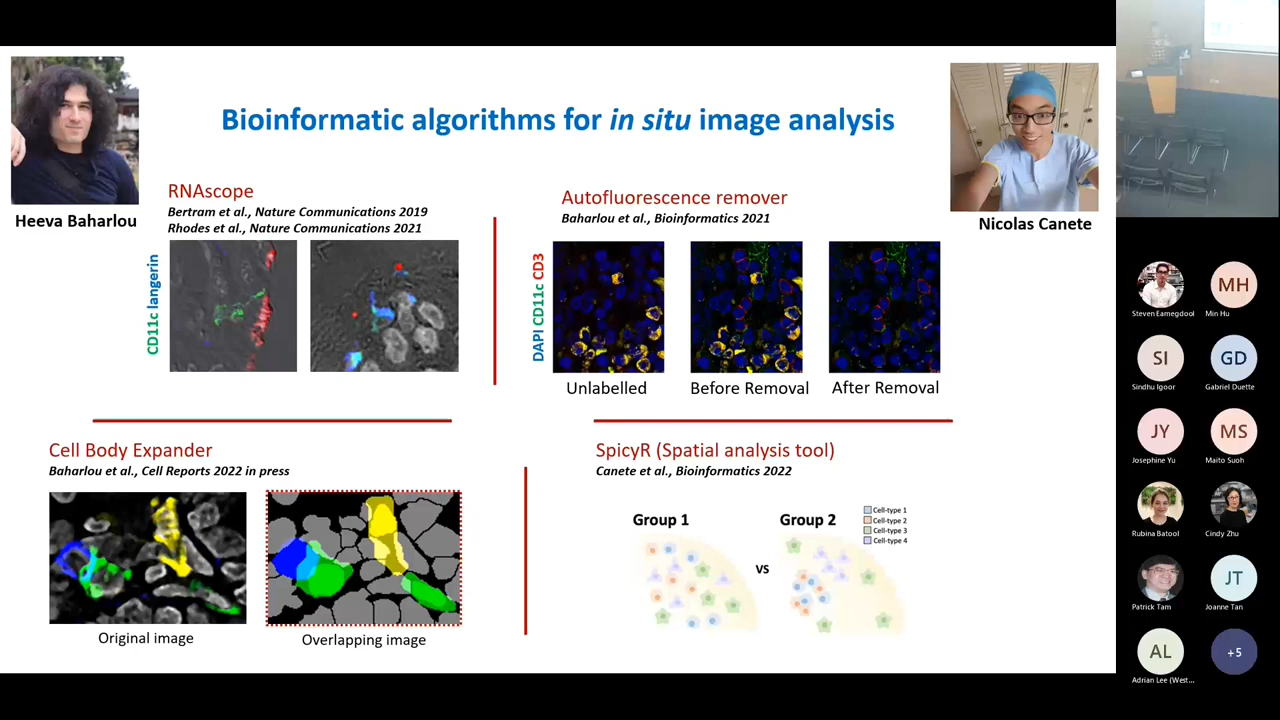 Bioinformatic algorithms for in situ image analysis
Heeva Baharlou
Nicolas Canete
RNAscope
Bertram et al., Nature Communications 2019
Rhodes et al., Nature Communications 2021
CD11c langerin
Autofluorescence remover
Baharlou et al., Bioinformatics 2021
DAPI CD11c CD3
Unlabelled
Before Removal
After Removal
Cell Body Expander
Baharlou et al., Cell Reports 2022 in press
Original image
Overlapping image
SpicyR (Spatial analysis tool)
Canete et al., Bioinformatics 2022
Group 1
vs
Group 2
Cell-type 1
Cell-type 2
Cell-type 3
Cell-type 4
Steven Eamegdool
MH
Min Hu
SI
Sindhu Igoor
GD
Gabriel Duette
JY
Josephine Yu
MS
Maito Suoh
Rubina Batool
Cindy Zhu
Patrick Tam
JT
Joanne Tan
AL
Adrian Lee (West...
+5